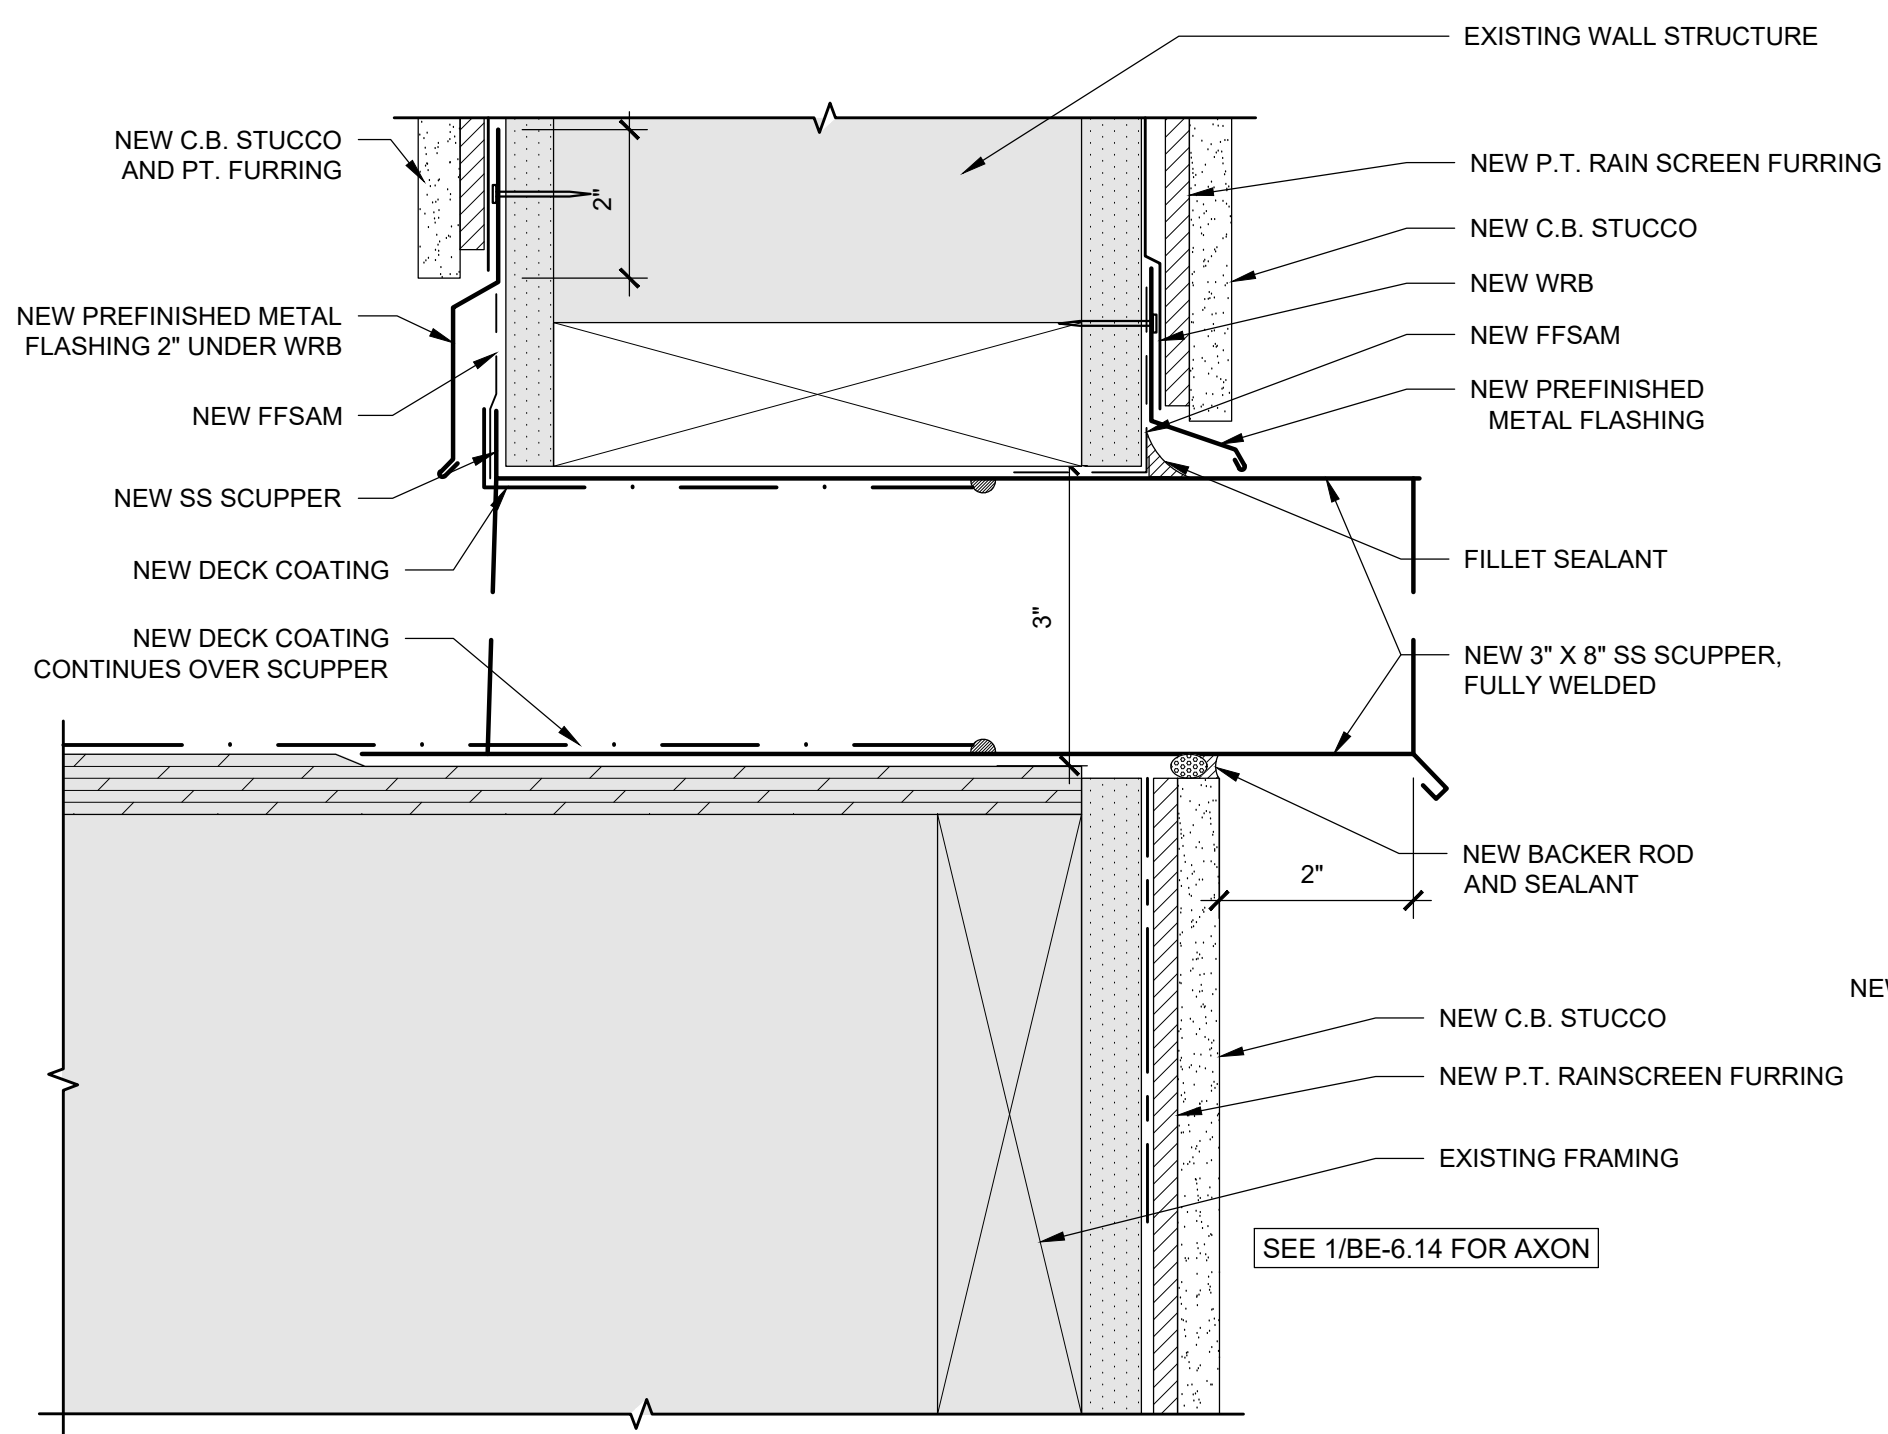 EXISTING WALL STRUCTURE
NEW C.B. STUCCO
AND PT. FURRING
2"
NEW PREFINISHED METAL
FLASHING 2" UNDER WRB
NEW FFSAM
NEW SS SCUPPER
NEW DECK COATING
NEW DECK COATING
CONTINUES OVER SCUPPER
NEW P.T. RAIN SCREEN FURRING
NEW C.B. STUCCO
NEW WRB
NEW FFSAM
NEW PREFINISHED
METAL FLASHING
FILLET SEALANT
3"
NEW 3" X 8" SS SCUPPER,
FULLY WELDED
NEW BACKER ROD
AND SEALANT
2"
NEW C.B. STUCCO
NEW P.T. RAINSCREEN FURRING
EXISTING FRAMING
SEE 1/BE-6.14 FOR AXON